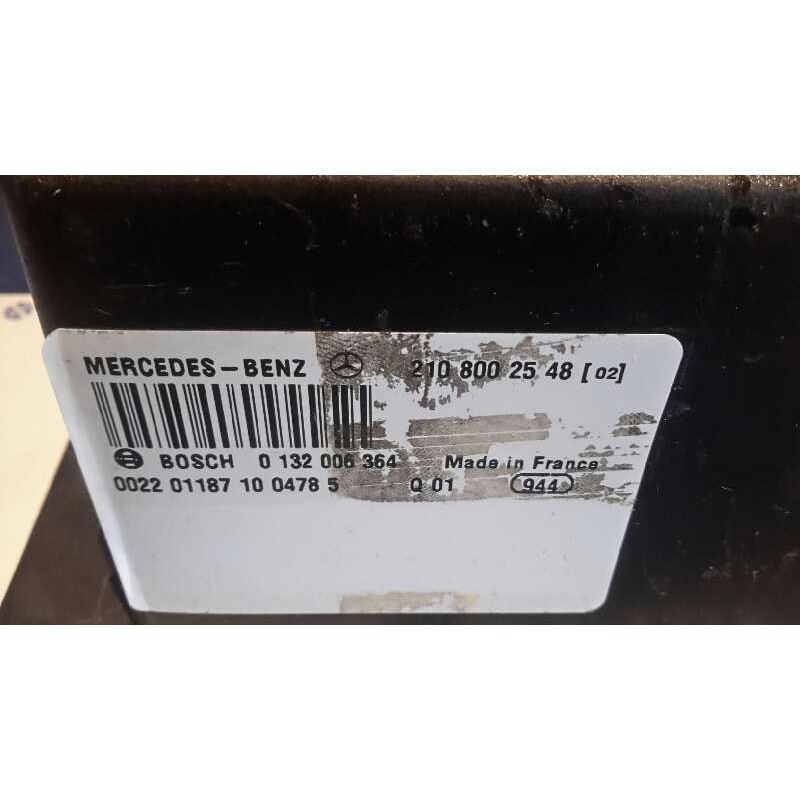 MERCEDES-BENZ 210 800 25 48 [02]
BOSCH 0 132 006 364 Made in France
0022 01187 10 0478 5 Q 01 944